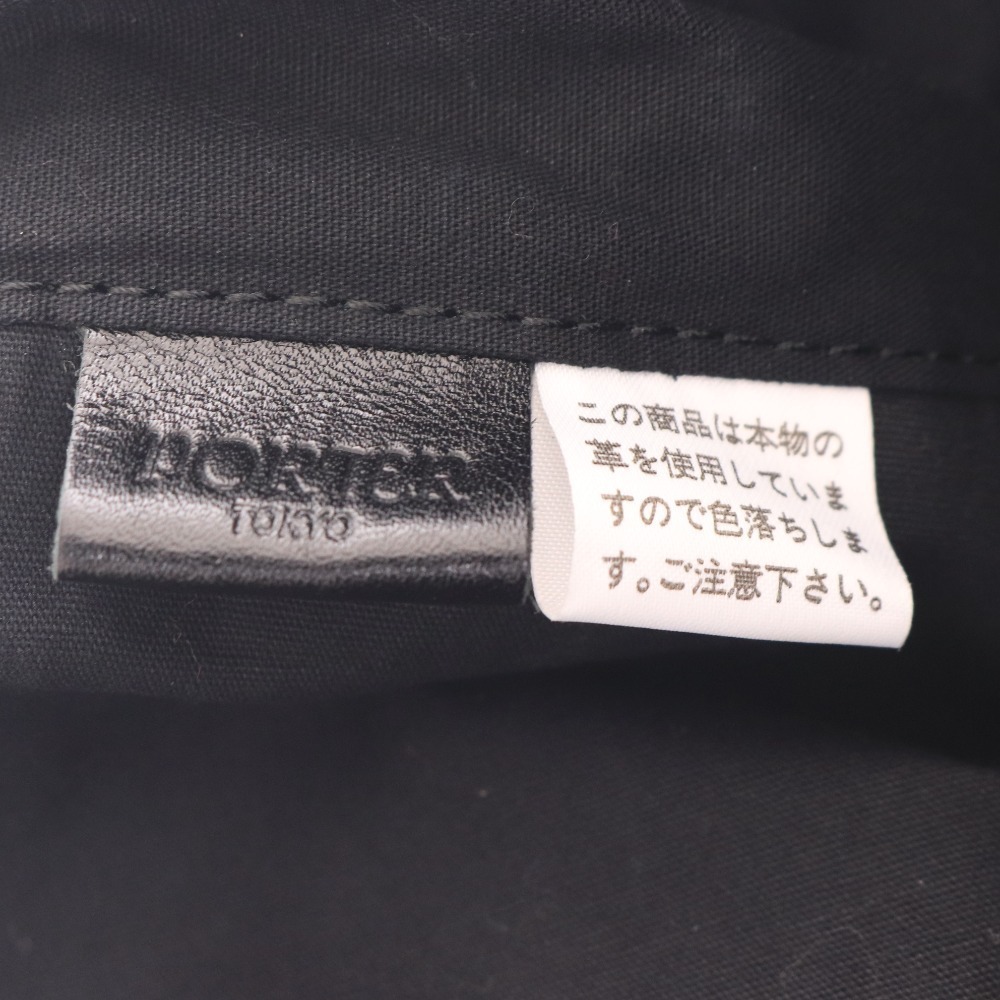 PORTER
TOKYO
この商品は本物の
革を使用していま
すので色落ちしま
す。ご注意下さい。